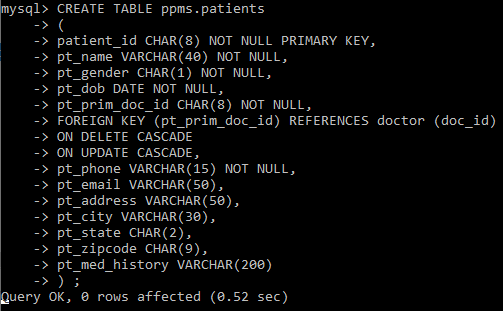 mysql> CREATE TABLE ppms.patients
-> (
-> patient_id CHAR(8) NOT NULL PRIMARY KEY,
-> pt_name VARCHAR(40) NOT NULL,
-> pt_gender CHAR(1) NOT NULL,
-> pt_dob DATE NOT NULL,
-> pt_prim_doc_id CHAR(8) NOT NULL,
-> FOREIGN KEY (pt_prim_doc_id) REFERENCES doctor (doc_id)
-> ON DELETE CASCADE
-> ON UPDATE CASCADE,
-> pt_phone VARCHAR(15) NOT NULL,
-> pt_email VARCHAR(50),
-> pt_address VARCHAR(50),
-> pt_city VARCHAR(30),
-> pt_state CHAR(2),
-> pt_zipcode CHAR(9),
-> pt_med_history VARCHAR(200)
-> ) ;
Query OK, 0 rows affected (0.52 sec)